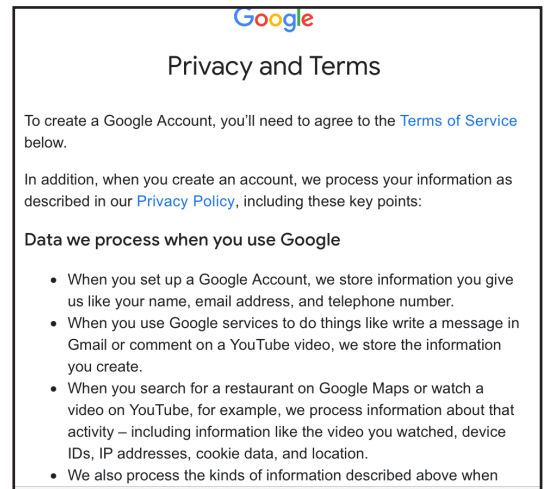 Google
Privacy and Terms
To create a Google Account, you'll need to agree to the Terms of Service
below.
In addition, when you create an account, we process your information as
described in our Privacy Policy, including these key points:
Data we process when you use Google
• When you set up a Google Account, we store information you give
us like your name, email address, and telephone number.
• When you use Google services to do things like write a message in
Gmail or comment on a YouTube video, we store the information
you create.
• When you search for a restaurant on Google Maps or watch a
video on YouTube, for example, we process information about that
activity – including information like the video you watched, device
IDs, IP addresses, cookie data, and location.
• We also process the kinds of information described above when